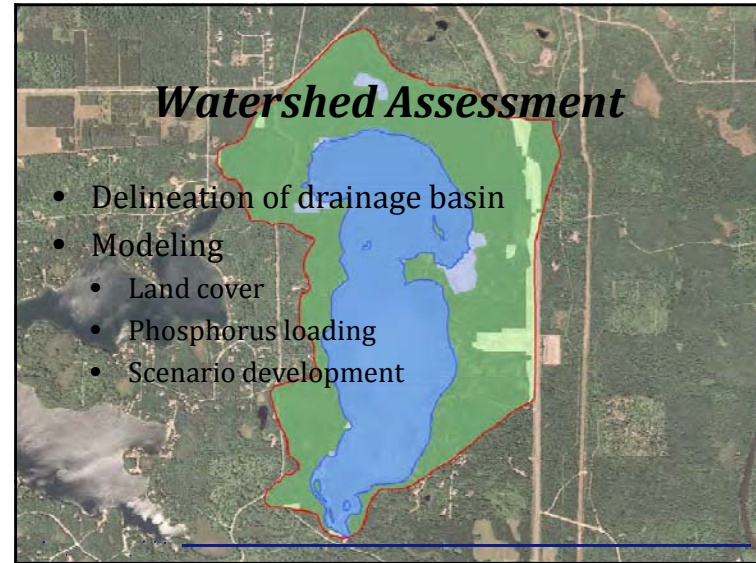 Watershed Assessment
• Delineation of drainage basin
• Modeling
• Land cover
• Phosphorus loading
• Scenario development